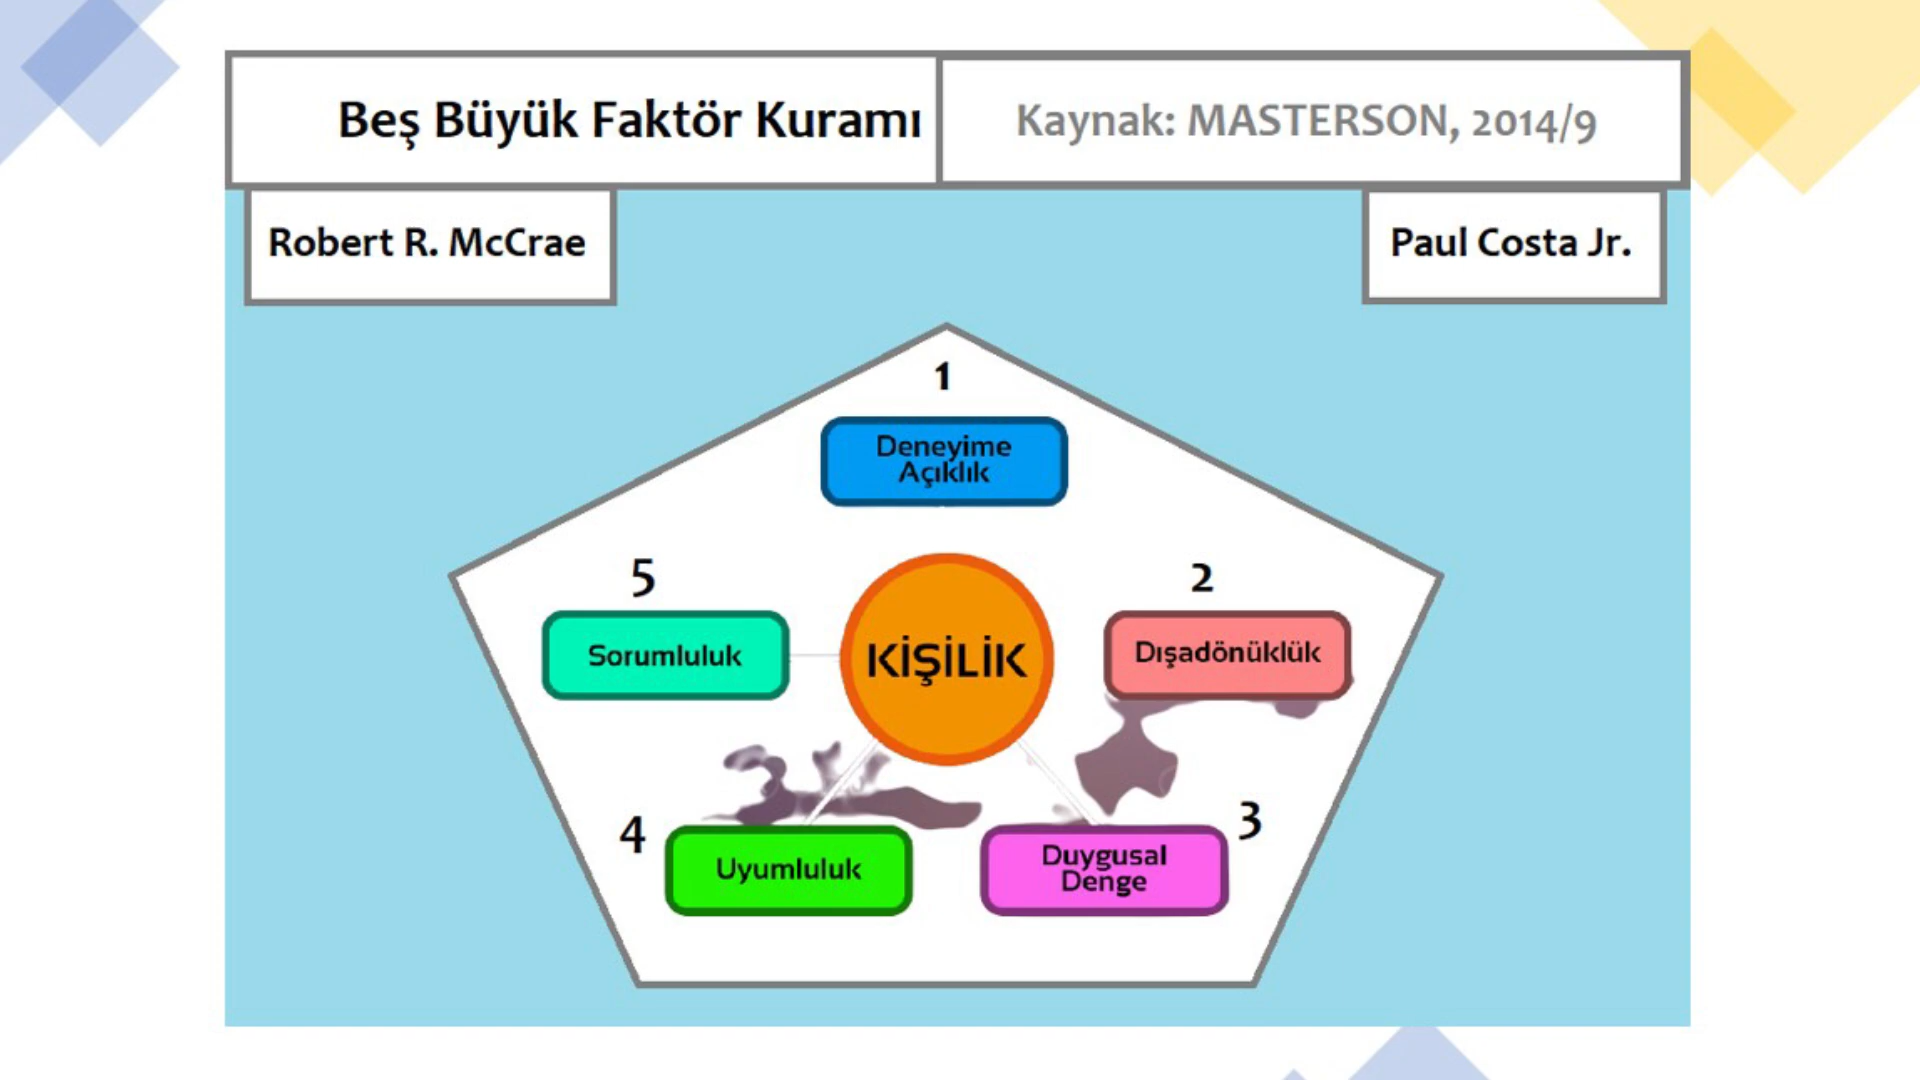 Beş Büyük Faktör Kuramı
Kaynak: MASTERSON, 2014/9
Robert R. McCrae
Paul Costa Jr.
1
Deneyime
Açıklık
5
2
Sorumluluk
KİŞİLİK
Dışadönüklük
4
3
Uyumluluk
Duygusal
Denge